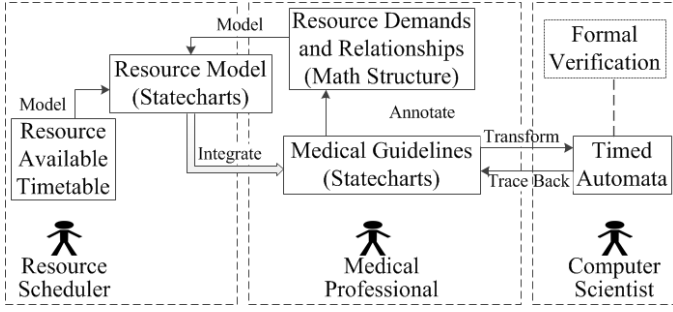 Model
Resource Demands
and Relationships
(Math Structure)
Formal
Verification
Resource Model
(Statecharts)
Model
Annotate
Resource
Available
Timetable
Integrate
Medical Guidelines
(Statecharts)
Transform
Trace Back
Timed
Automata
Resource
Scheduler
Medical
Professional
Computer
Scientist